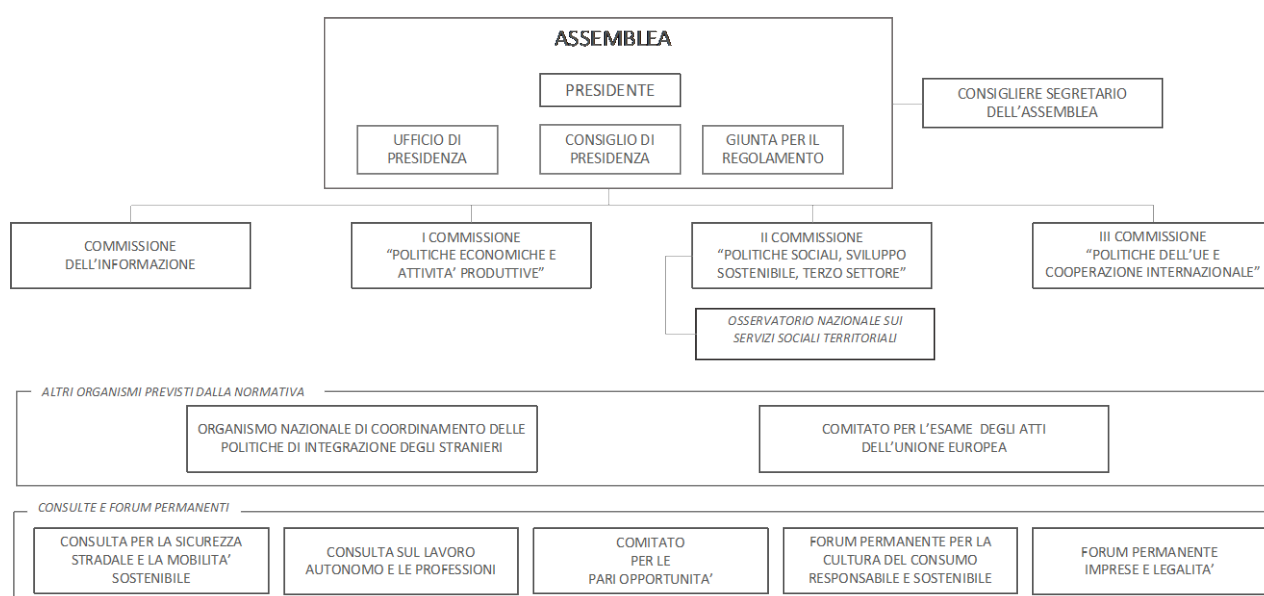 ASSEMBLEA
PRESIDENTE
CONSIGLIERE SEGRETARIO
DELL'ASSEMBLEA
UFFICIO DI
PRESIDENZA
CONSIGLIO DI
PRESIDENZA
GIUNTA PER IL
REGOLAMENTO
COMMISSIONE
DELL'INFORMAZIONE
I COMMISSIONE
“POLITICHE ECONOMICHE E
ATTIVITA’ PRODUTTIVE”
II COMMISSIONE
“POLITICHE SOCIALI, SVILUPPO
SOSTENIBILE, TERZO SETTORE”
III COMMISSIONE
“POLITICHE DELL’UE E
COOPERAZIONE INTERNAZIONALE”
OSSERVATORIO NAZIONALE SUI
SERVIZI SOCIALI TERRITORIALI
ALTRI ORGANISMI PREVISTI DALLA NORMATIVA
ORGANISMO NAZIONALE DI COORDINAMENTO DELLE
POLITICHE DI INTEGRAZIONE DEGLI STRANIERI
COMITATO PER L’ESAME DEGLI ATTI
DELL’UNIONE EUROPEA
CONSULTE E FORUM PERMANENTI
CONSULTA PER LA SICUREZZA
STRADALE E LA MOBILITA’
SOSTENIBILE
CONSULTA SUL LAVORO
AUTONOMO E LE PROFESSIONI
COMITATO
PER LE
PARI OPPORTUNITA’
FORUM PERMANENTE PER LA
CULTURA DEL CONSUMO
RESPONSABILE E SOSTENIBILE
FORUM PERMANENTE
IMPRESE E LEGALITA’